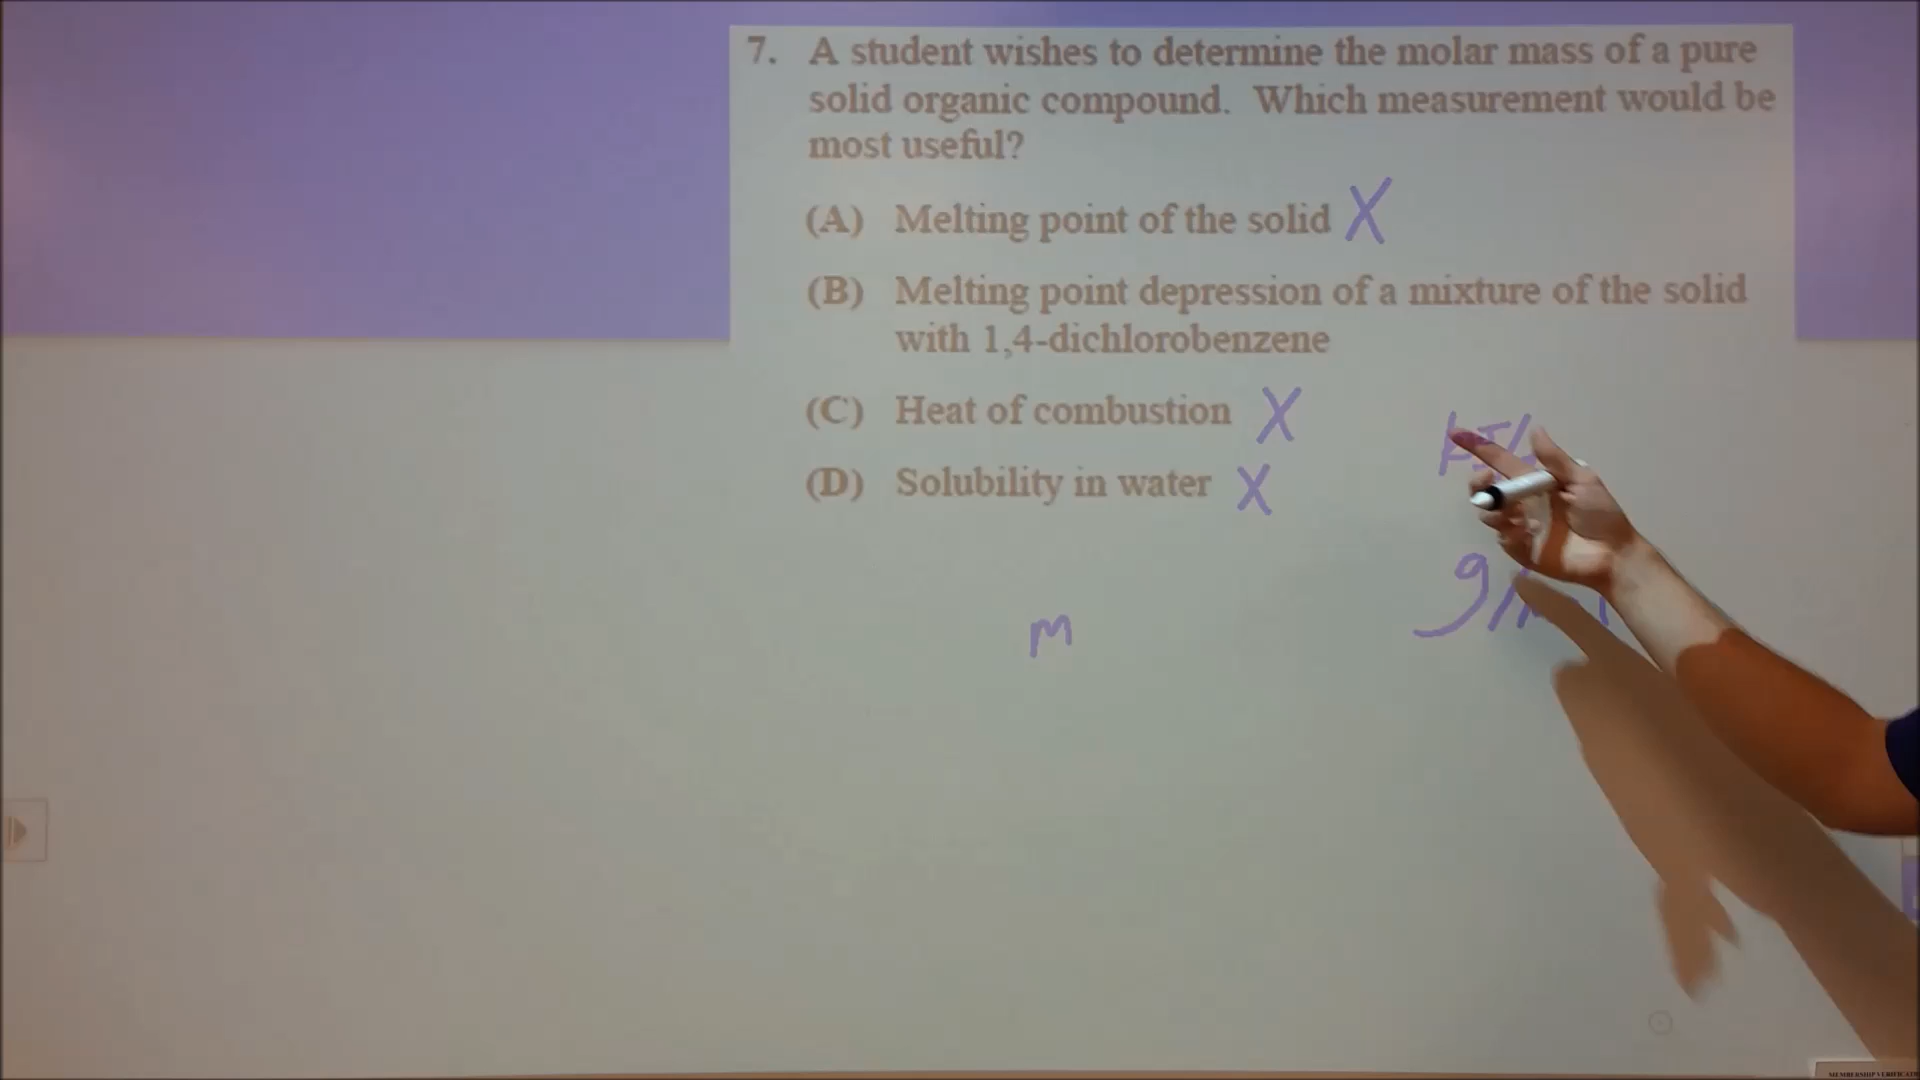 7. A student wishes to determine the molar mass of a pure
solid organic compound. Which measurement would be
most useful?
(A) Melting point of the solid X
(B) Melting point depression of a mixture of the solid
with 1,4-dichlorobenzene
(C) Heat of combustion X
(D) Solubility in water X
m